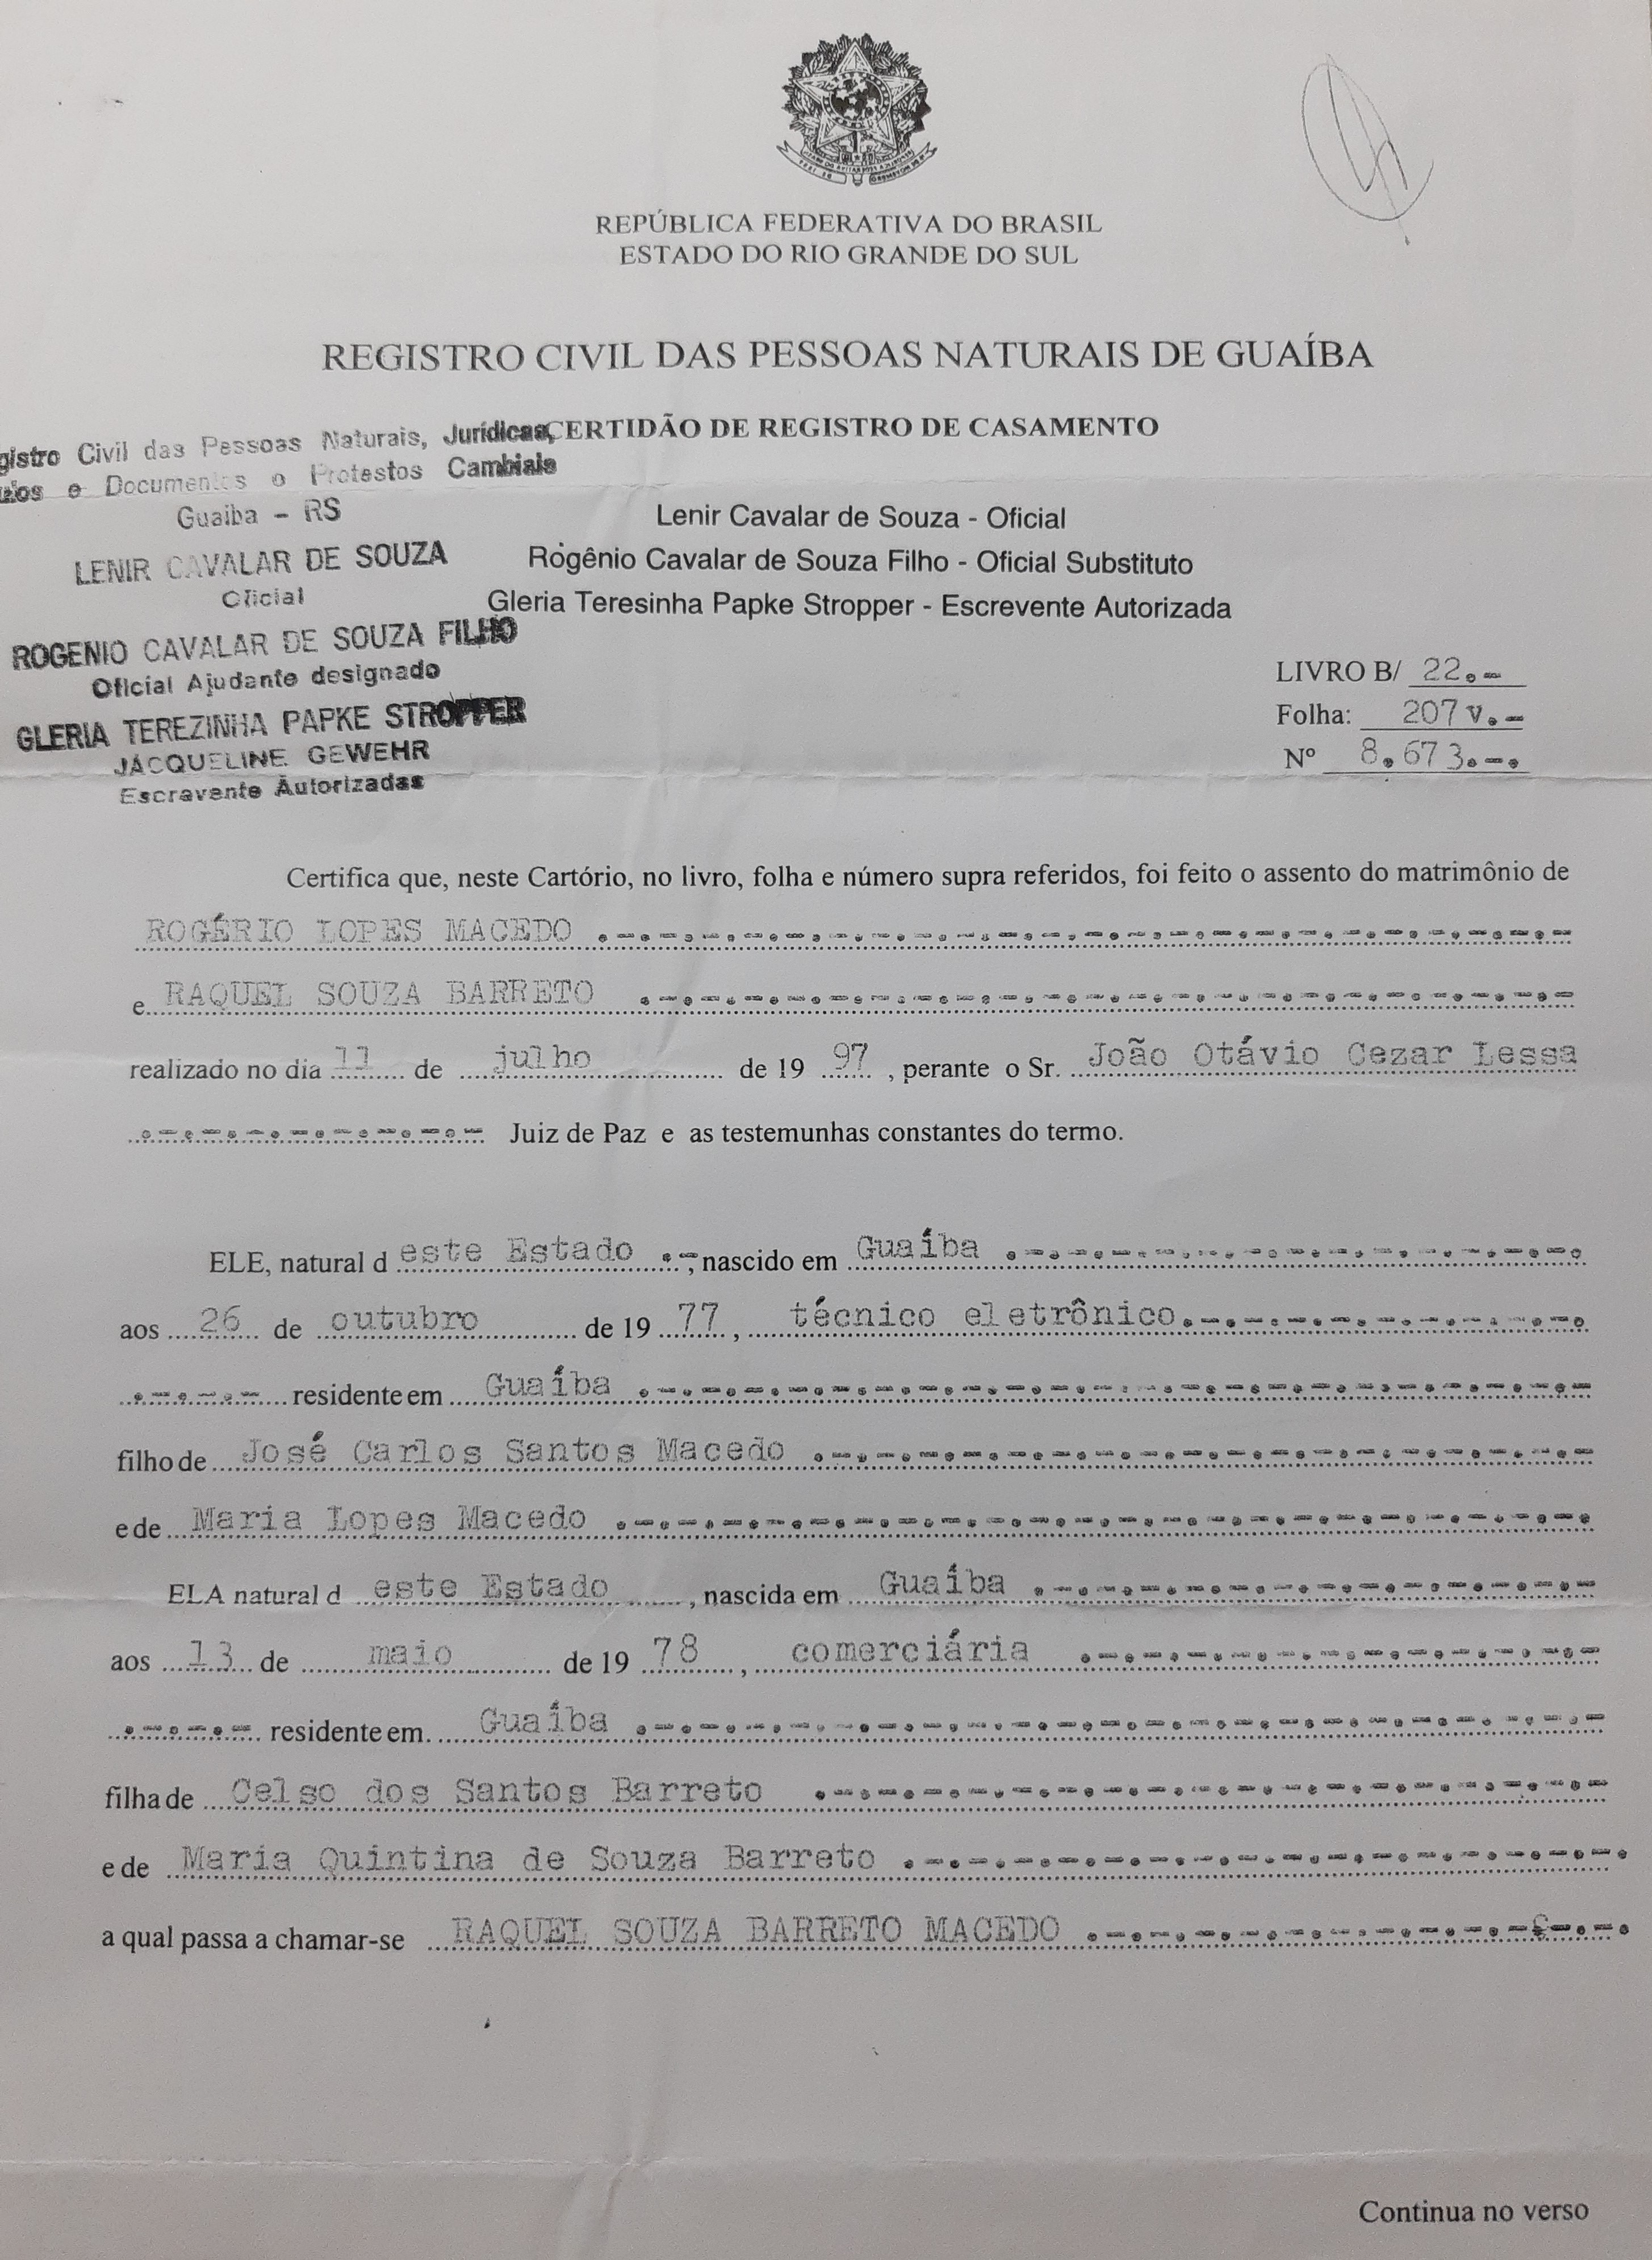 REPÚBLICA FEDERATIVA DO BRASIL
ESTADO DO RIO GRANDE DO SUL
REGISTRO CIVIL DAS PESSOAS NATURAIS DE GUAÍBA
CERTIDÃO DE REGISTRO DE CASAMENTO
gistro Civil das Pessoas Naturais, Jurídicas,
e Documentos e Protestos Cambiais
Guaiba - RS
LENIR CAVALAR DE SOUZA
Oficial
ROGENIO CAVALAR DE SOUZA FILHO
Oficial Ajudante designado
GLERIA TEREZINHA PAPKE STROPPER
JACQUELINE GEWEHR
Escravente Autorizadas
Lenir Cavalar de Souza - Oficial
Rogênio Cavalar de Souza Filho - Oficial Substituto
Gleria Teresinha Papke Stropper - Escrevente Autorizada
LIVRO B/ 22.-
Folha: 207 v.-
Nº 8.673.-.
Certifica que, neste Cartório, no livro, folha e número supra referidos, foi feito o assento do matrimônio de
ROGÉRIO LOPES MACEDO
e RAQUEL SOUZA BARRETO
realizado no dia 11 de julho de 19 97 , perante o Sr. João Otávio Cezar Lessa
Juiz de Paz e as testemunhas constantes do termo.
ELE, natural d este Estado .-, nascido em Guaíba
aos 26 de outubro de 19 77 , técnico eletrônico
residente em Guaíba
filho de José Carlos Santos Macedo
e de Maria Lopes Macedo
ELA natural d este Estado , nascida em Guaíba
aos 13 de maio de 19 78 , comerciária
residente em Guaíba
filha de Celso dos Santos Barreto
e de Maria Quintina de Souza Barreto
a qual passa a chamar-se RAQUEL SOUZA BARRETO MACEDO
Continua no verso